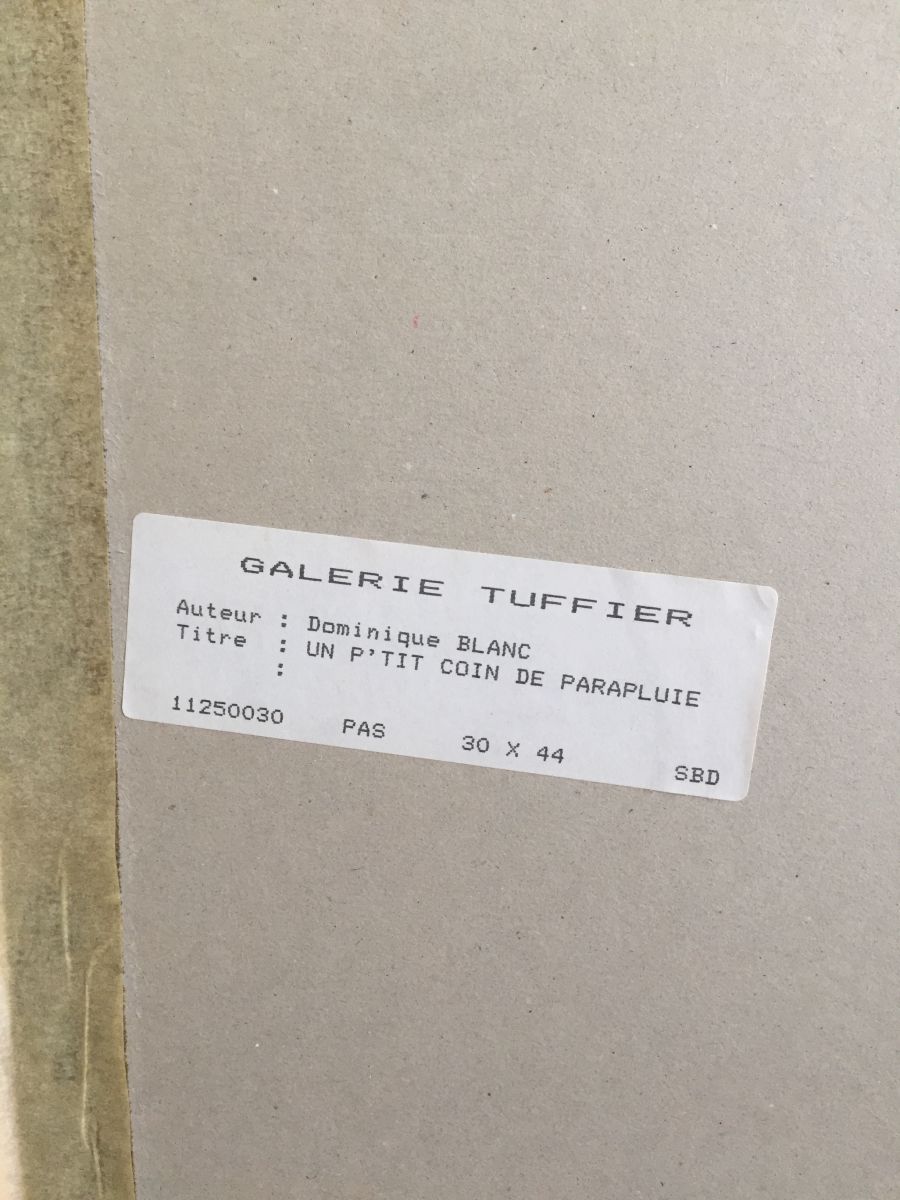 GALERIE TUFFIER
Auteur : Dominique BLANC
Titre : UN P'TIT COIN DE PARAPLUIE
:
11250030 PAS 30 X 44 SBD